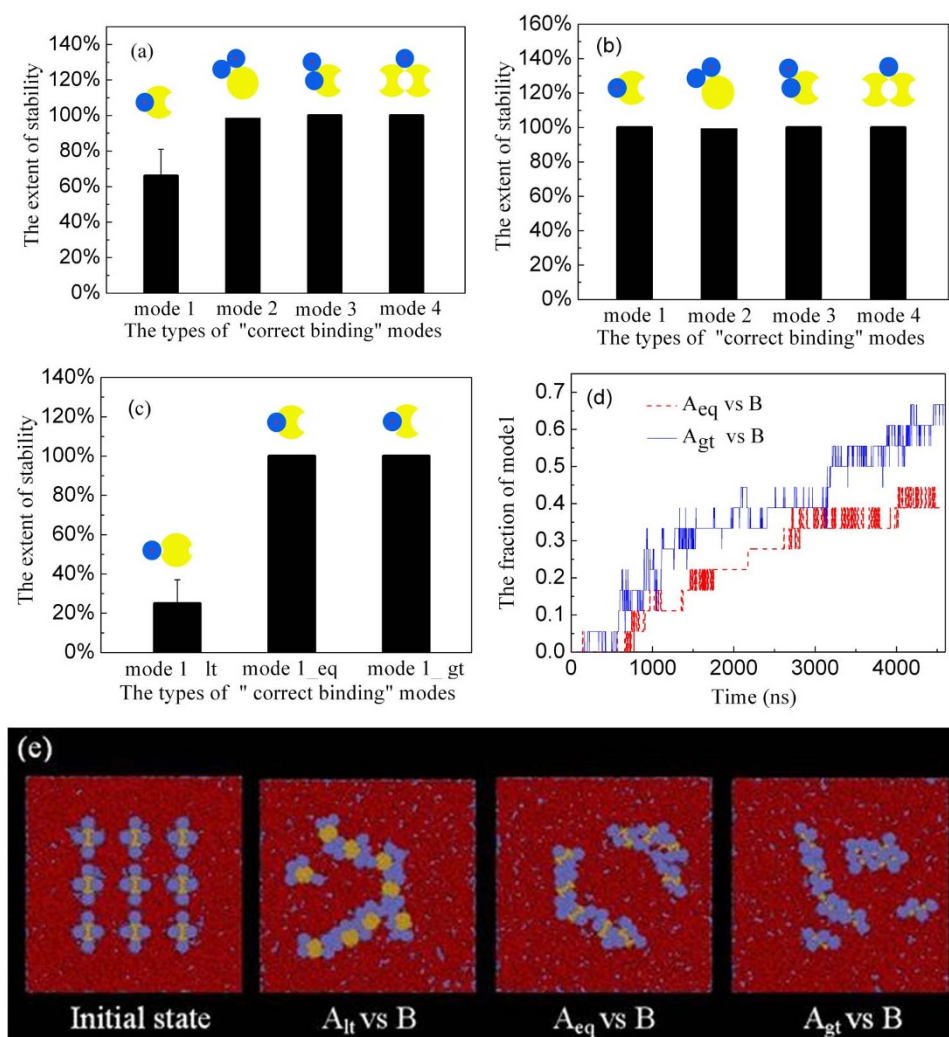 (a)
The extent of stability
140%
120%
100%
80%
60%
40%
20%
0%
mode 1 mode 2 mode 3 mode 4
The types of "correct binding" modes
(b)
The extent of stability
160%
140%
120%
100%
80%
60%
40%
20%
0%
mode 1 mode 2 mode 3 mode 4
The types of "correct binding" modes
(c)
The extent of stability
140%
120%
100%
80%
60%
40%
20%
0%
mode 1_lt mode 1_eq mode 1_gt
The types of " correct binding" modes
(d)
The fraction of mode1
0.7
0.6
0.5
0.4
0.3
0.2
0.1
0.0
Aeq vs B
Agt vs B
0 1000 2000 3000 4000
Time (ns)
(e)
Initial state Alt vs B Aeq vs B Agt vs B